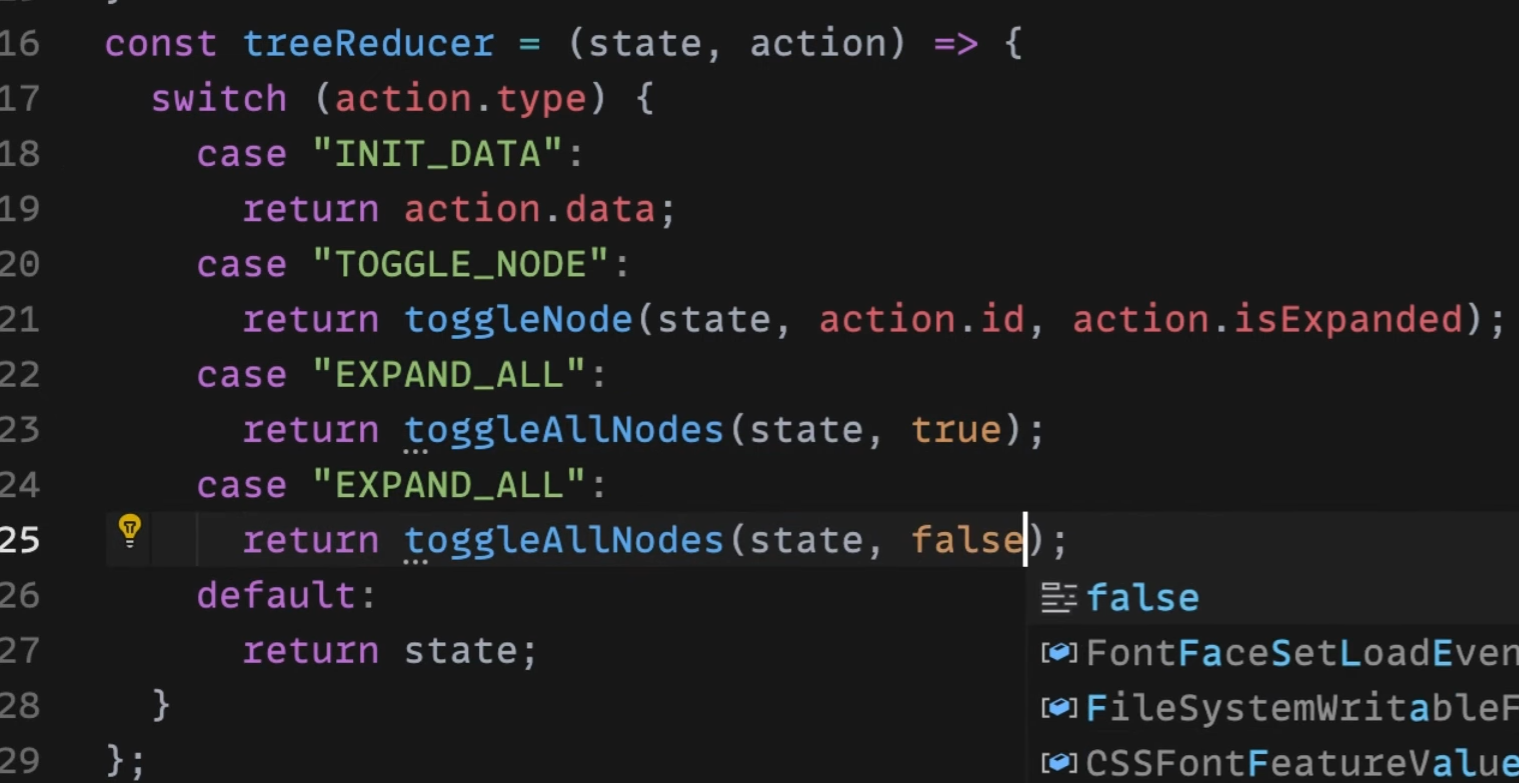 16 const treeReducer = (state, action) => {
17 switch (action.type) {
18 case "INIT_DATA":
19 return action.data;
20 case "TOGGLE_NODE":
21 return toggleNode(state, action.id, action.isExpanded);
22 case "EXPAND_ALL":
23 return toggleAllNodes(state, true);
24 case "EXPAND_ALL":
25 return toggleAllNodes(state, false);
26 default:
false
27 return state;
FontFaceSetLoadEven
28 }
FileSystemWritableF
29 };
CSSFontFeatureValue